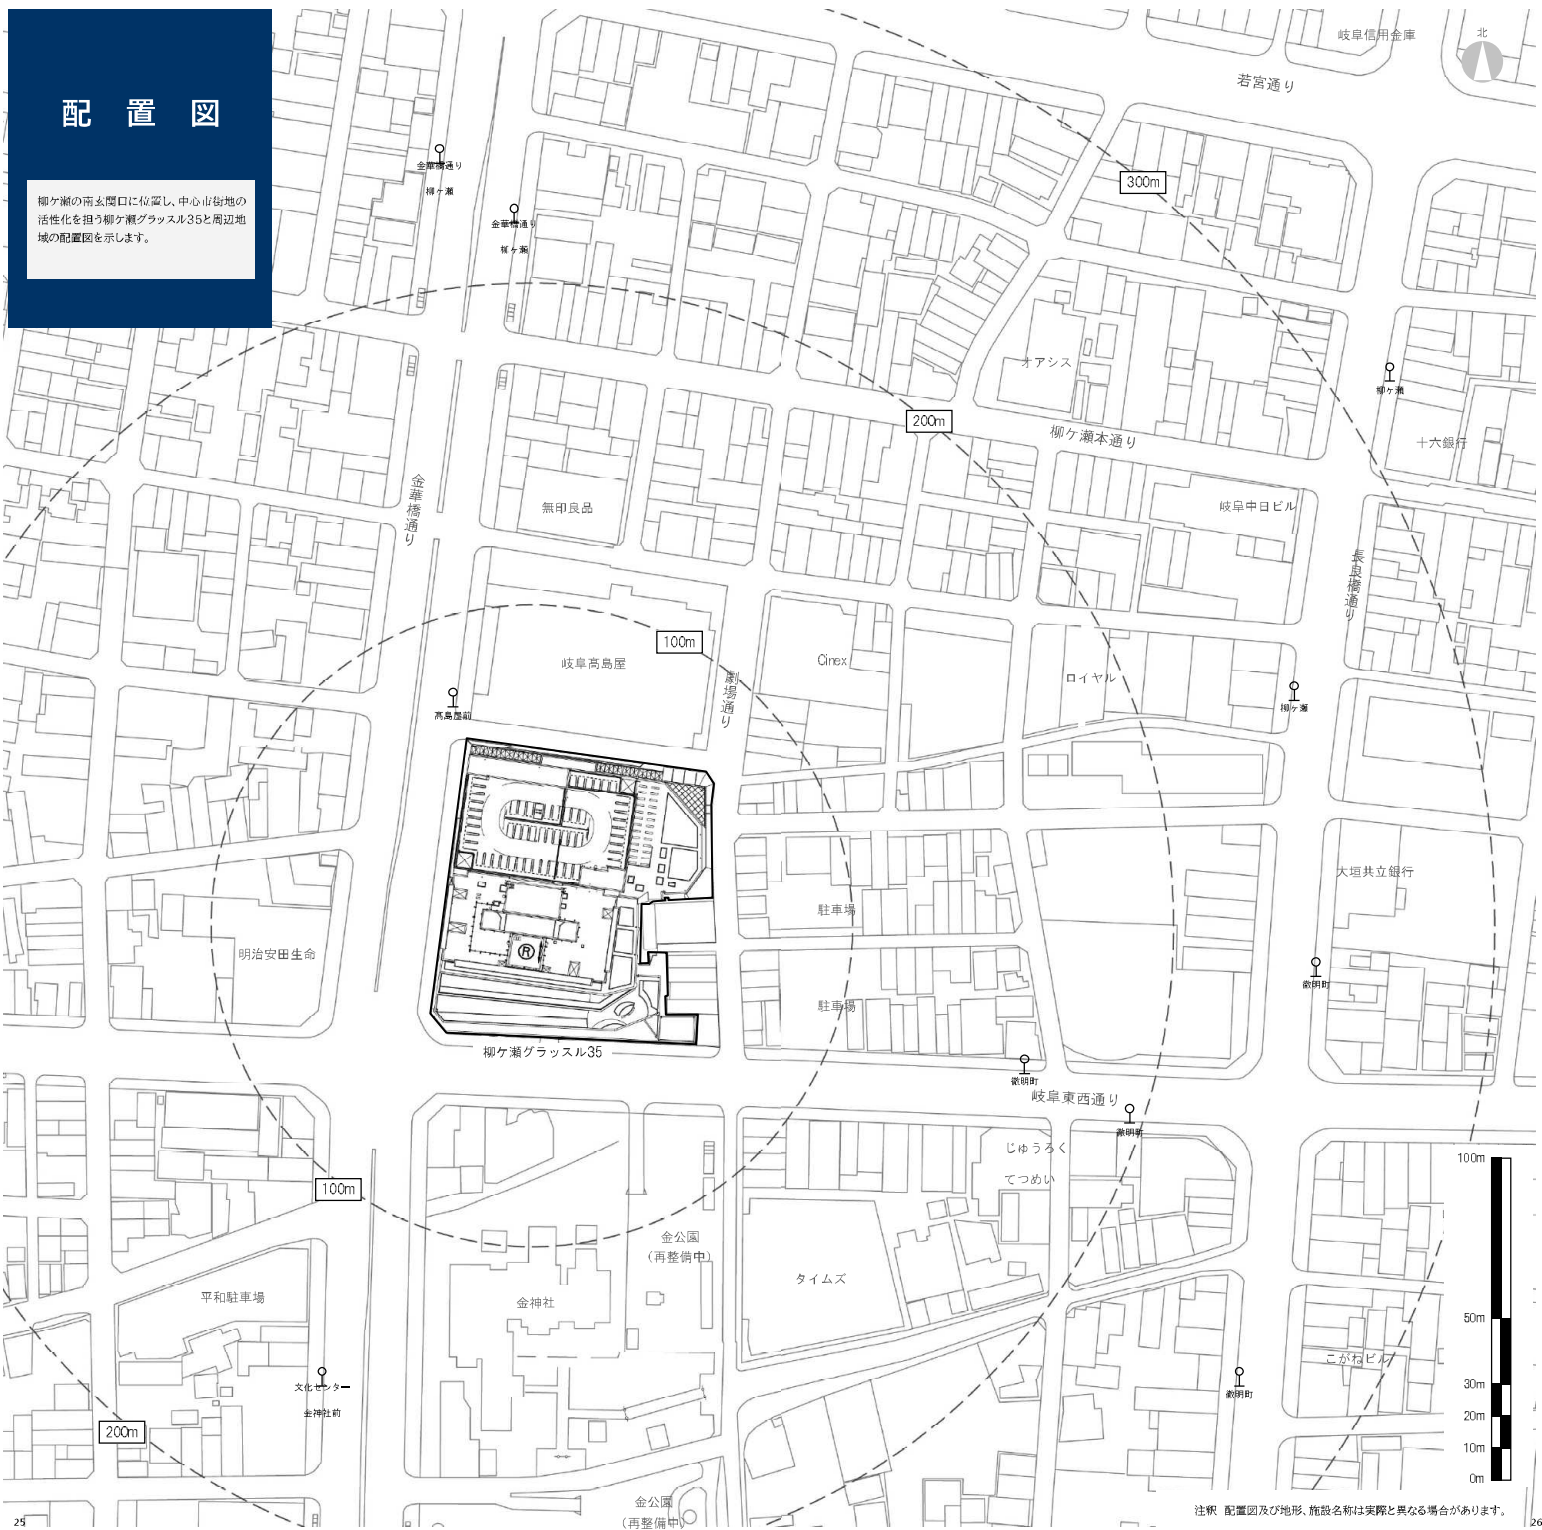 配置図
柳ケ瀬の南玄関口に位置し、中心市街地の
活性化を担う柳ケ瀬グラッスル35と周辺地
域の配置図を示します。
岐阜信用金庫
北
若宮通り
金華橋通り
柳ヶ瀬
300m
金華橋通り
柳ヶ瀬
オアシス
柳ヶ瀬
200m
柳ケ瀬本通り
十六銀行
金華橋通り
無印良品
岐阜中日ビル
長良橋通り
100m
岐阜髙島屋
Cinex
劇場通り
ロイヤル
柳ヶ瀬
髙島屋前
大垣共立銀行
駐車場
明治安田生命
R
徹明町
駐車場
柳ケ瀬グラッスル35
徹明町
岐阜東西通り
徹明町
じゅうろく
てつめい
100m
100m
金公園
(再整備中)
タイムズ
平和駐車場
金神社
50m
こがねビル
文化センター
金神社前
徹明町
30m
20m
200m
10m
0m
金公園
(再整備中)
注釈 配置図及び地形、施設名称は実際と異なる場合があります。
25
26